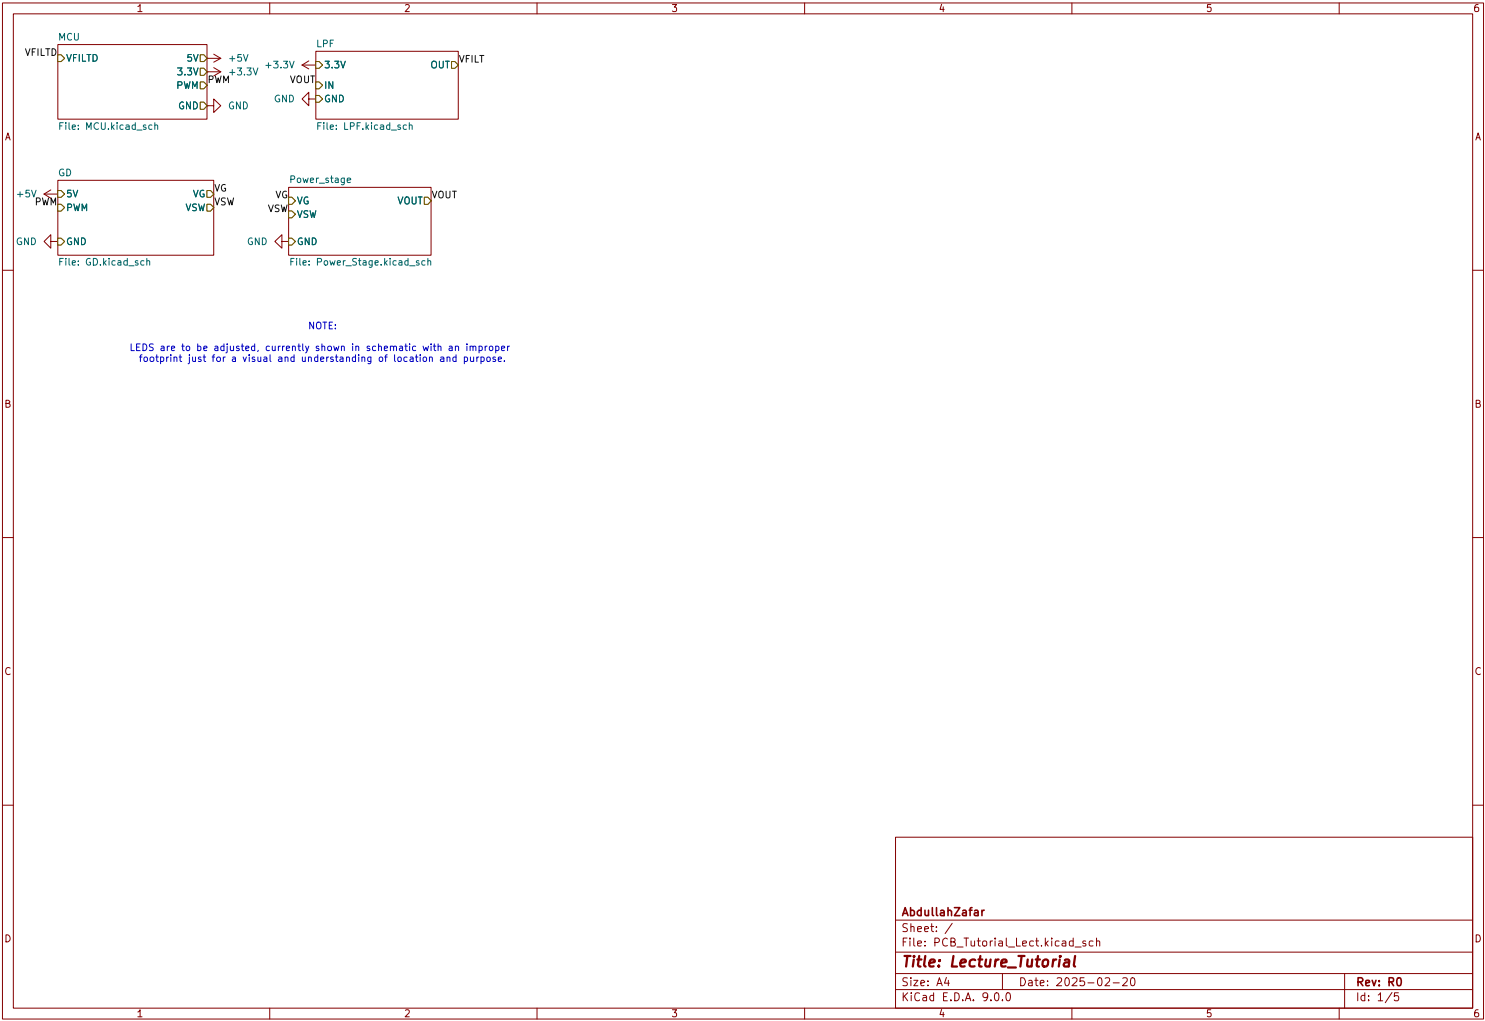 1 2 3 4 5 6
MCU
VFILTD
VFILTD
5V
+5V
3.3V
+3.3V
PWM
PWM
GND
GND
File: MCU.kicad_sch
LPF
+3.3V
3.3V
OUT
VFILT
VOUT
IN
GND
GND
File: LPF.kicad_sch
A
A
GD
+5V
5V
VG
VG
PWM
PWM
VSW
VSW
GND
GND
File: GD.kicad_sch
Power_stage
VG
VG
VOUT
VOUT
VSW
VSW
GND
GND
File: Power_Stage.kicad_sch
NOTE:
LEDS are to be adjusted, currently shown in schematic with an improper
footprint just for a visual and understanding of location and purpose.
B
B
C
C
D
D
AbdullahZafar
Sheet: /
File: PCB_Tutorial_Lect.kicad_sch
Title: Lecture_Tutorial
Size: A4
Date: 2025-02-20
Rev: R0
KiCad E.D.A. 9.0.0
Id: 1/5
1 2 3 4 5 6